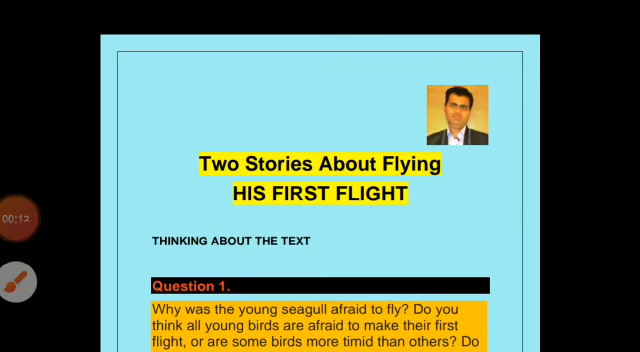 Two Stories About Flying
HIS FIRST FLIGHT
00:12
THINKING ABOUT THE TEXT
Question 1.
Why was the young seagull afraid to fly? Do you
think all young birds are afraid to make their first
flight, or are some birds more timid than others? Do